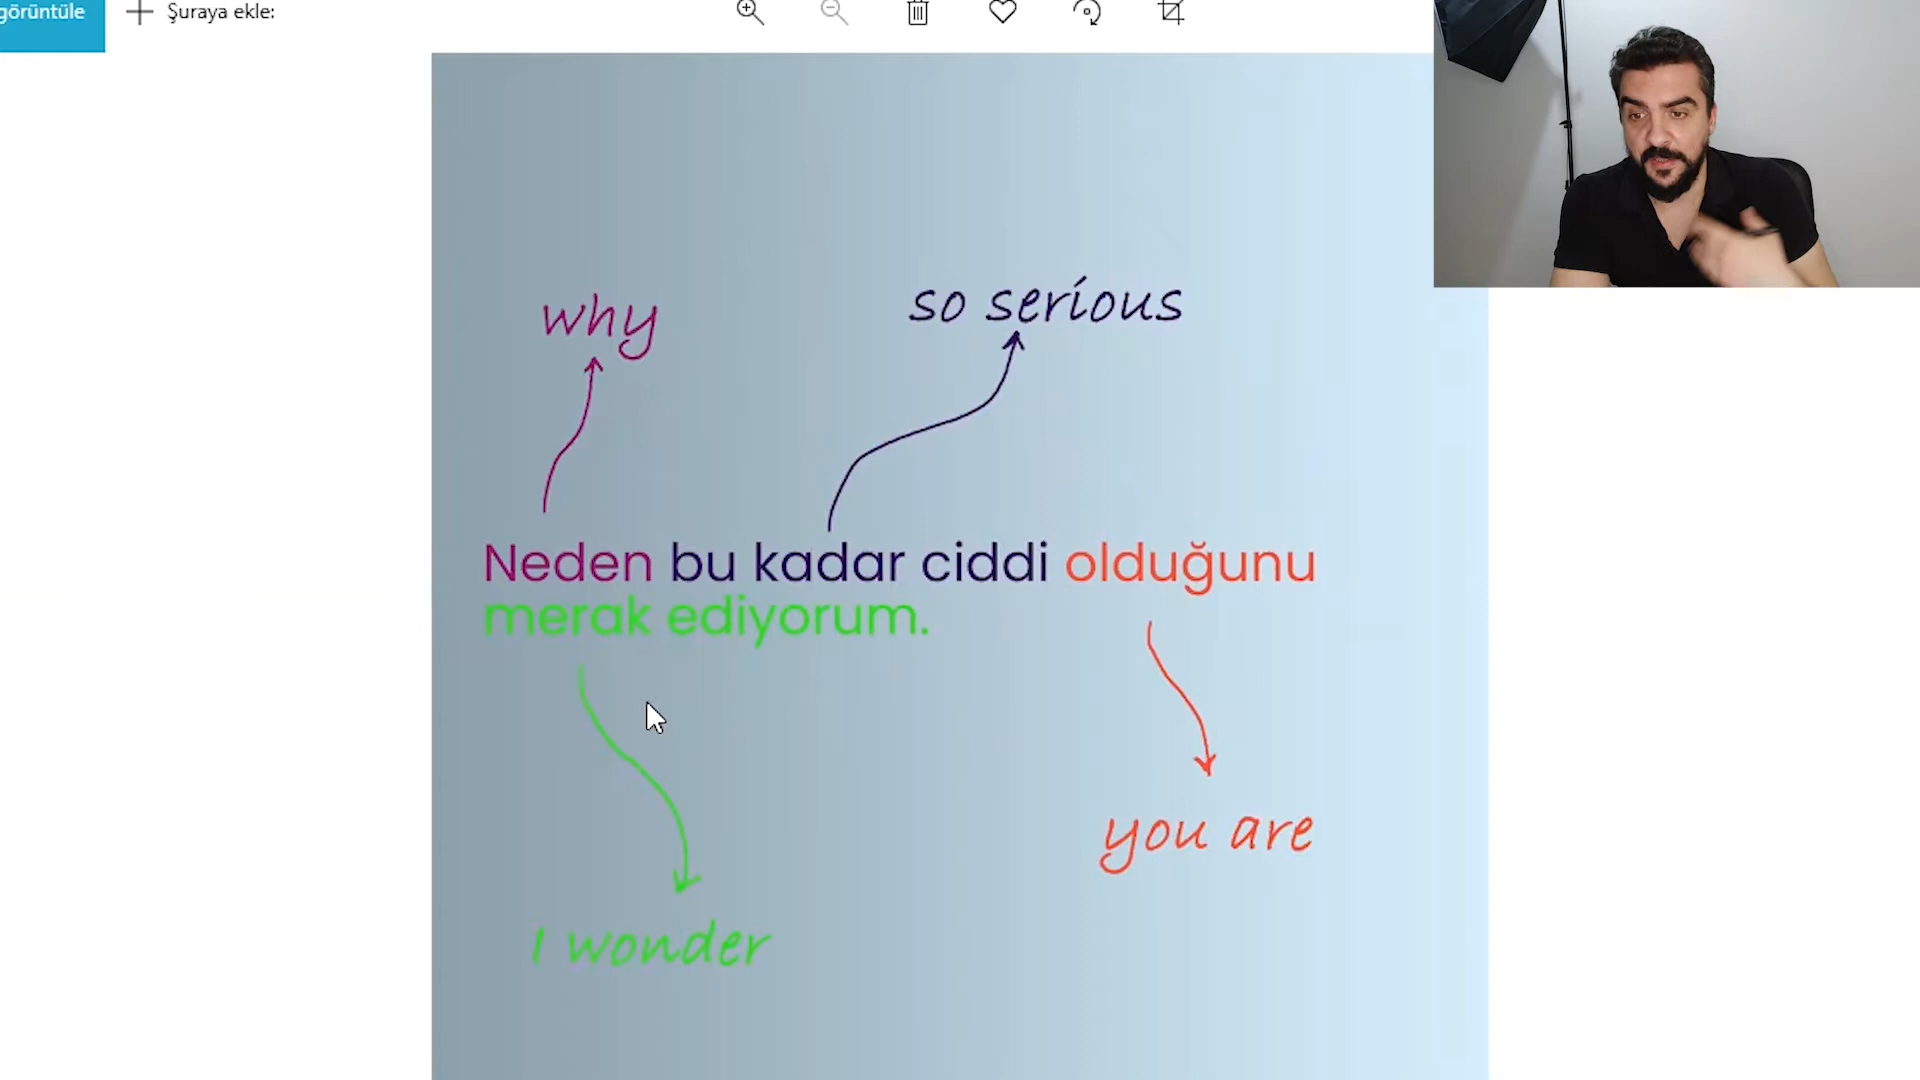 görüntüle
Şuraya ekle:
why
so serious
Neden bu kadar ciddi olduğunu
merak ediyorum.
you are
I wonder